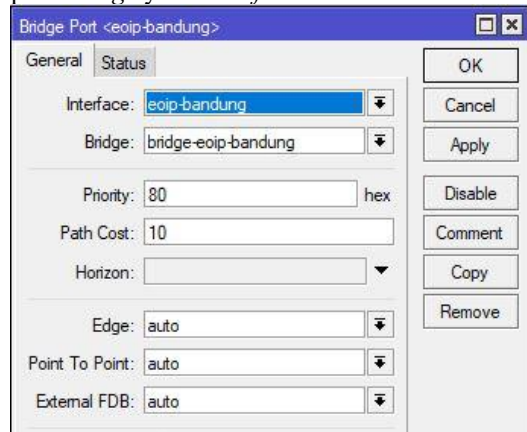 Bridge Port <eoip-bandung>
General Status
OK
Interface: eoip-bandung
Cancel
Bridge: bridge-eoip-bandung
Apply
Priority: 80 hex
Disable
Path Cost: 10
Comment
Horizon:
Copy
Edge: auto
Remove
Point To Point: auto
External FDB: auto